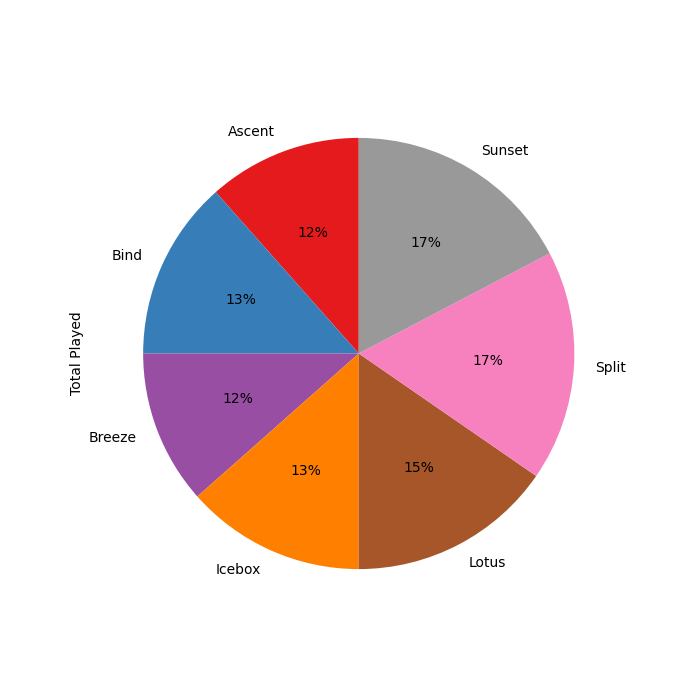 Ascent
Sunset
12%
17%
Bind
13%
Total Played
17%
Split
12%
Breeze
13%
15%
Icebox
Lotus